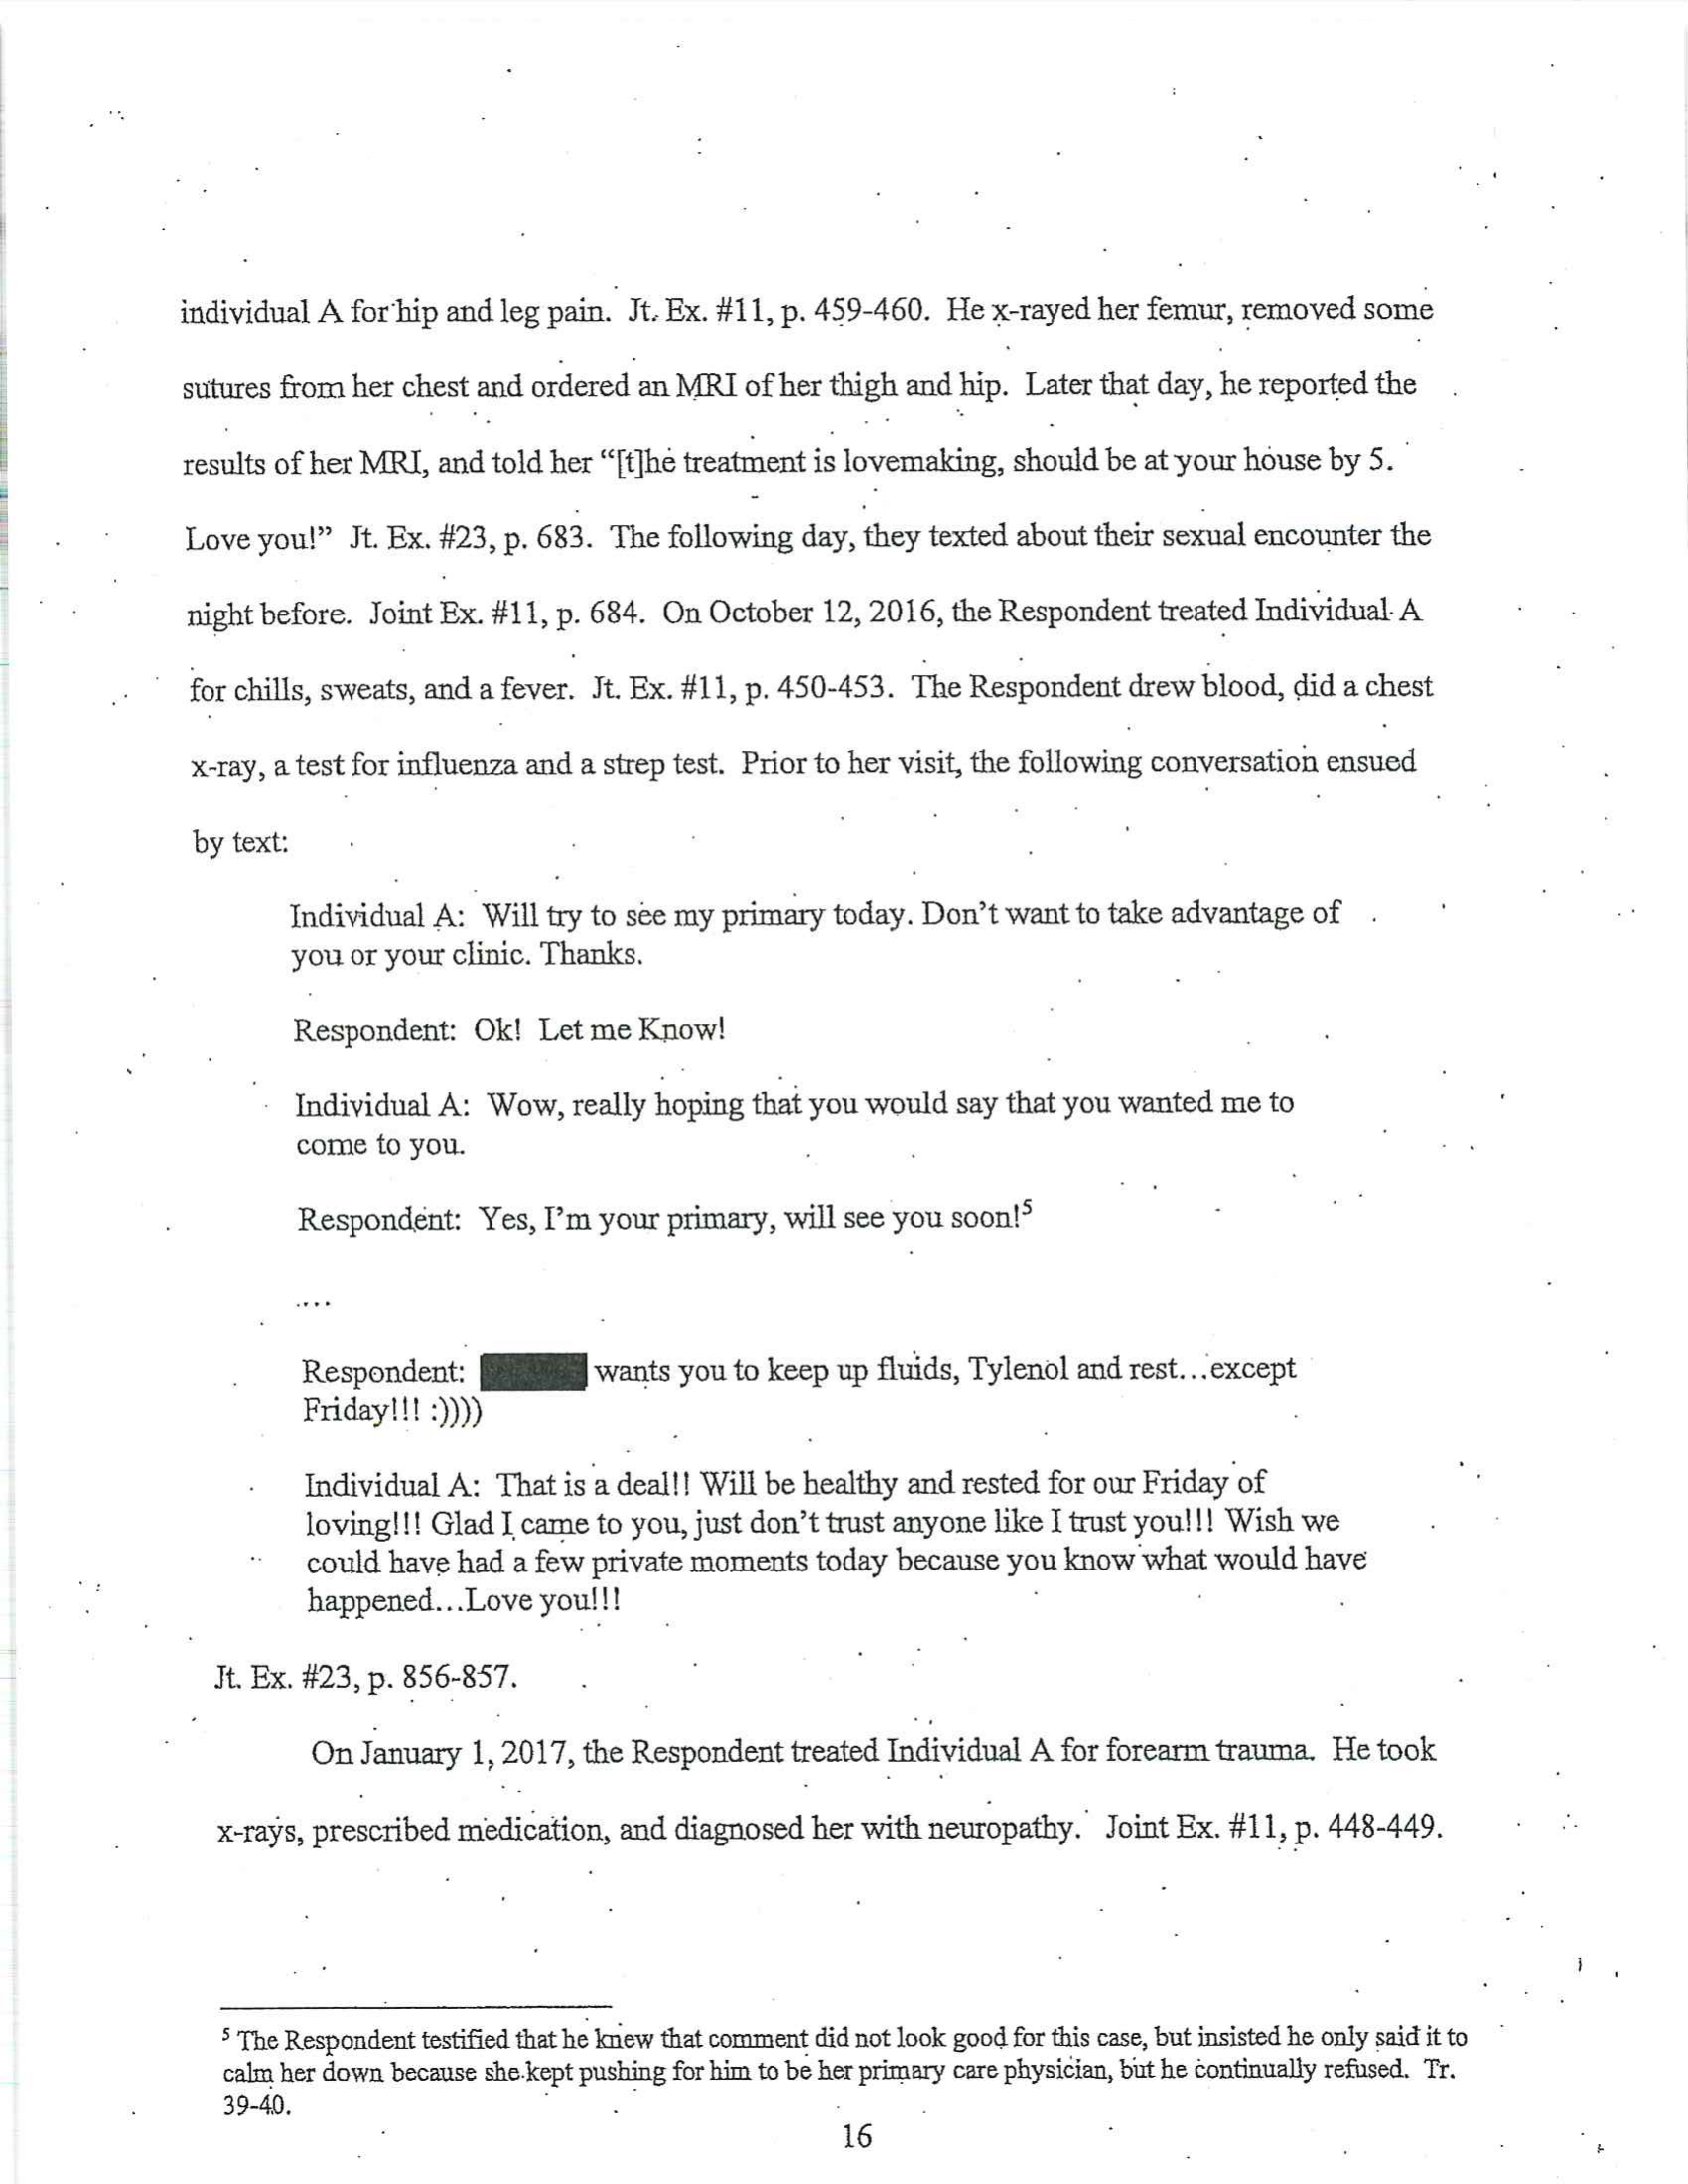 individual A for hip and leg pain. Jt. Ex. #11, p. 459-460. He x-rayed her femur, removed some
sutures from her chest and ordered an MRI of her thigh and hip. Later that day, he reported the
results of her MRI, and told her “[t]he treatment is lovemaking, should be at your house by 5.
Love you!” Jt. Ex. #23, p. 683. The following day, they texted about their sexual encounter the
night before. Joint Ex. #11, p. 684. On October 12, 2016, the Respondent treated Individual A
for chills, sweats, and a fever. Jt. Ex. #11, p. 450-453. The Respondent drew blood, did a chest
x-ray, a test for influenza and a strep test. Prior to her visit, the following conversation ensued
by text:
Individual A: Will try to see my primary today. Don’t want to take advantage of
you or your clinic. Thanks.
Respondent: Ok! Let me Know!
Individual A: Wow, really hoping that you would say that you wanted me to
come to you.
Respondent: Yes, I’m your primary, will see you soon!5
....
Respondent: wants you to keep up fluids, Tylenol and rest…except
Friday!!! :))))
Individual A: That is a deal!! Will be healthy and rested for our Friday of
loving!!! Glad I came to you, just don’t trust anyone like I trust you!!! Wish we
could have had a few private moments today because you know what would have
happened…Love you!!!
Jt. Ex. #23, p. 856-857.
On January 1, 2017, the Respondent treated Individual A for forearm trauma. He took
x-rays, prescribed medication, and diagnosed her with neuropathy. Joint Ex. #11, p. 448-449.
5 The Respondent testified that he knew that comment did not look good for this case, but insisted he only said it to
calm her down because she kept pushing for him to be her primary care physician, but he continually refused. Tr.
39-40.
16